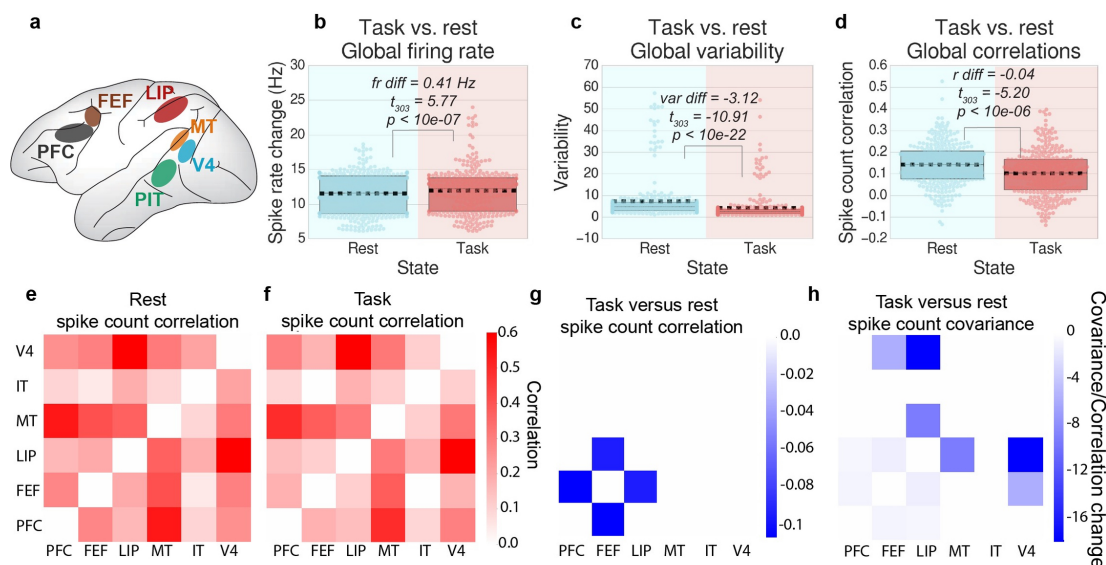 a
FEF
LIP
PFC
MT
V4
PIT
b
Task vs. rest
Global firing rate
Spike rate change (Hz)
30
25
20
15
10
5
fr diff = 0.41 Hz
t303 = 5.77
p < 10e-07
Rest
Task
State
c
Task vs. rest
Global variability
Variability
70
60
50
40
30
20
10
0
−10
var diff = -3.12
t303 = -10.91
p < 10e-22
Rest
Task
State
d
Task vs. rest
Global correlations
Spike count correlation
0.6
0.5
0.4
0.3
0.2
0.1
0.0
−0.1
−0.2
r diff = -0.04
t303 = -5.20
p < 10e-06
Rest
Task
State
e
Rest
spike count correlation
V4
IT
MT
LIP
FEF
PFC
PFC FEF LIP MT IT V4
f
Task
spike count correlation
PFC FEF LIP MT IT V4
0.6
0.5
0.4
0.3
0.2
0.1
0.0
Correlation
g
Task versus rest
spike count correlation
PFC FEF LIP MT IT V4
0.0
-0.02
-0.04
-0.06
-0.08
-0.1
h
Task versus rest
spike count covariance
PFC FEF LIP MT IT V4
0
-4
-8
-12
-16
Covariance/Correlation change